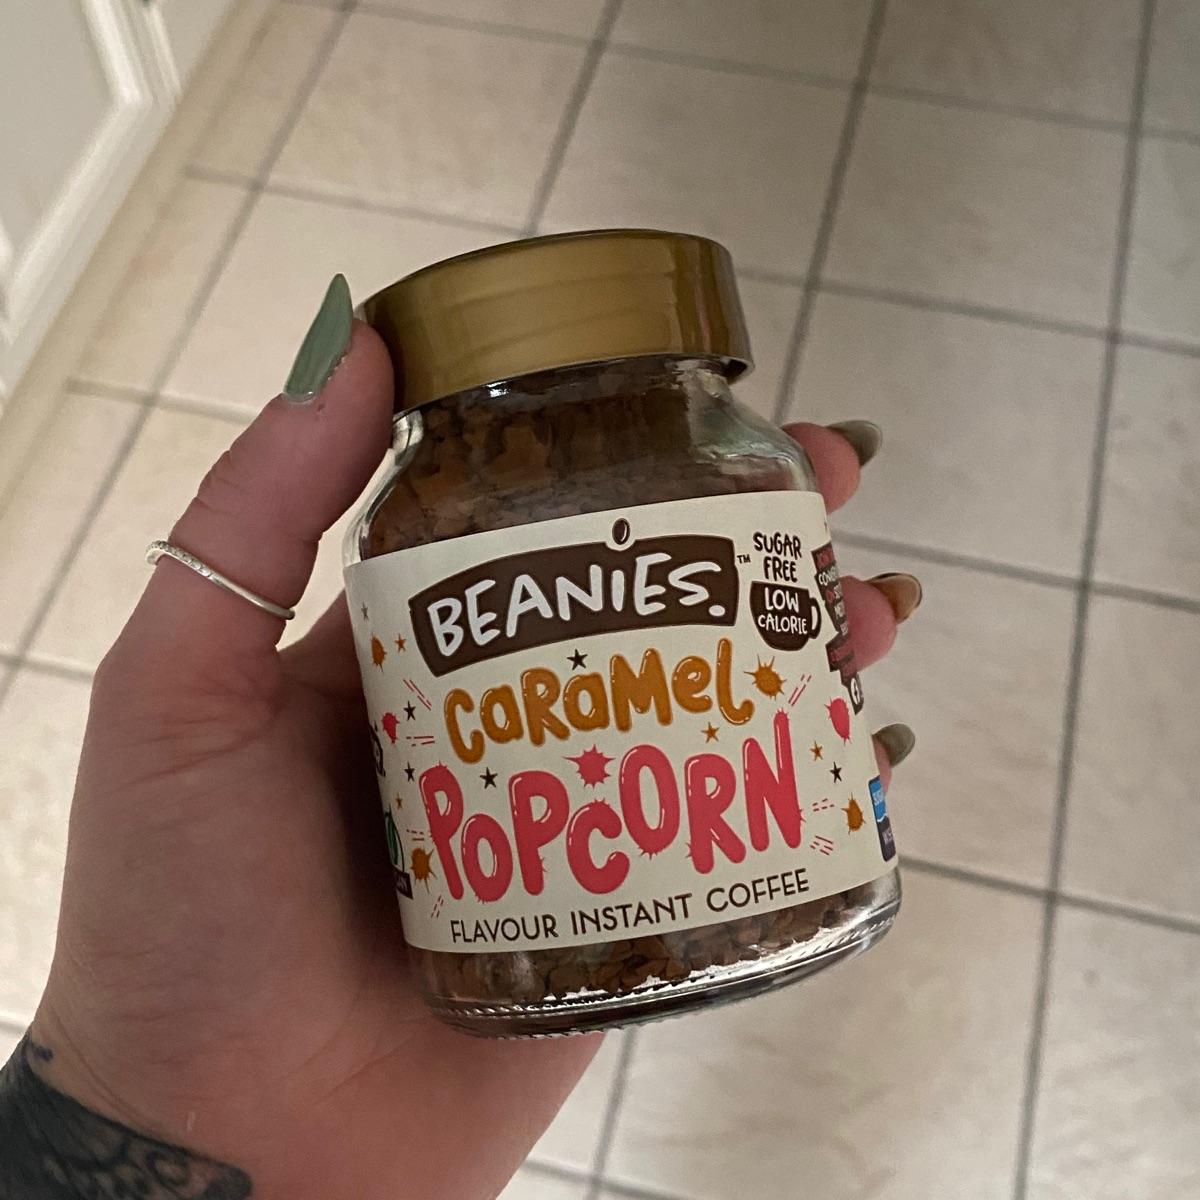 BEANIES.
TM
SUGAR
FREE
LOW
CALORIE
CARAMEL
POPCORN
FLAVOUR INSTANT COFFEE